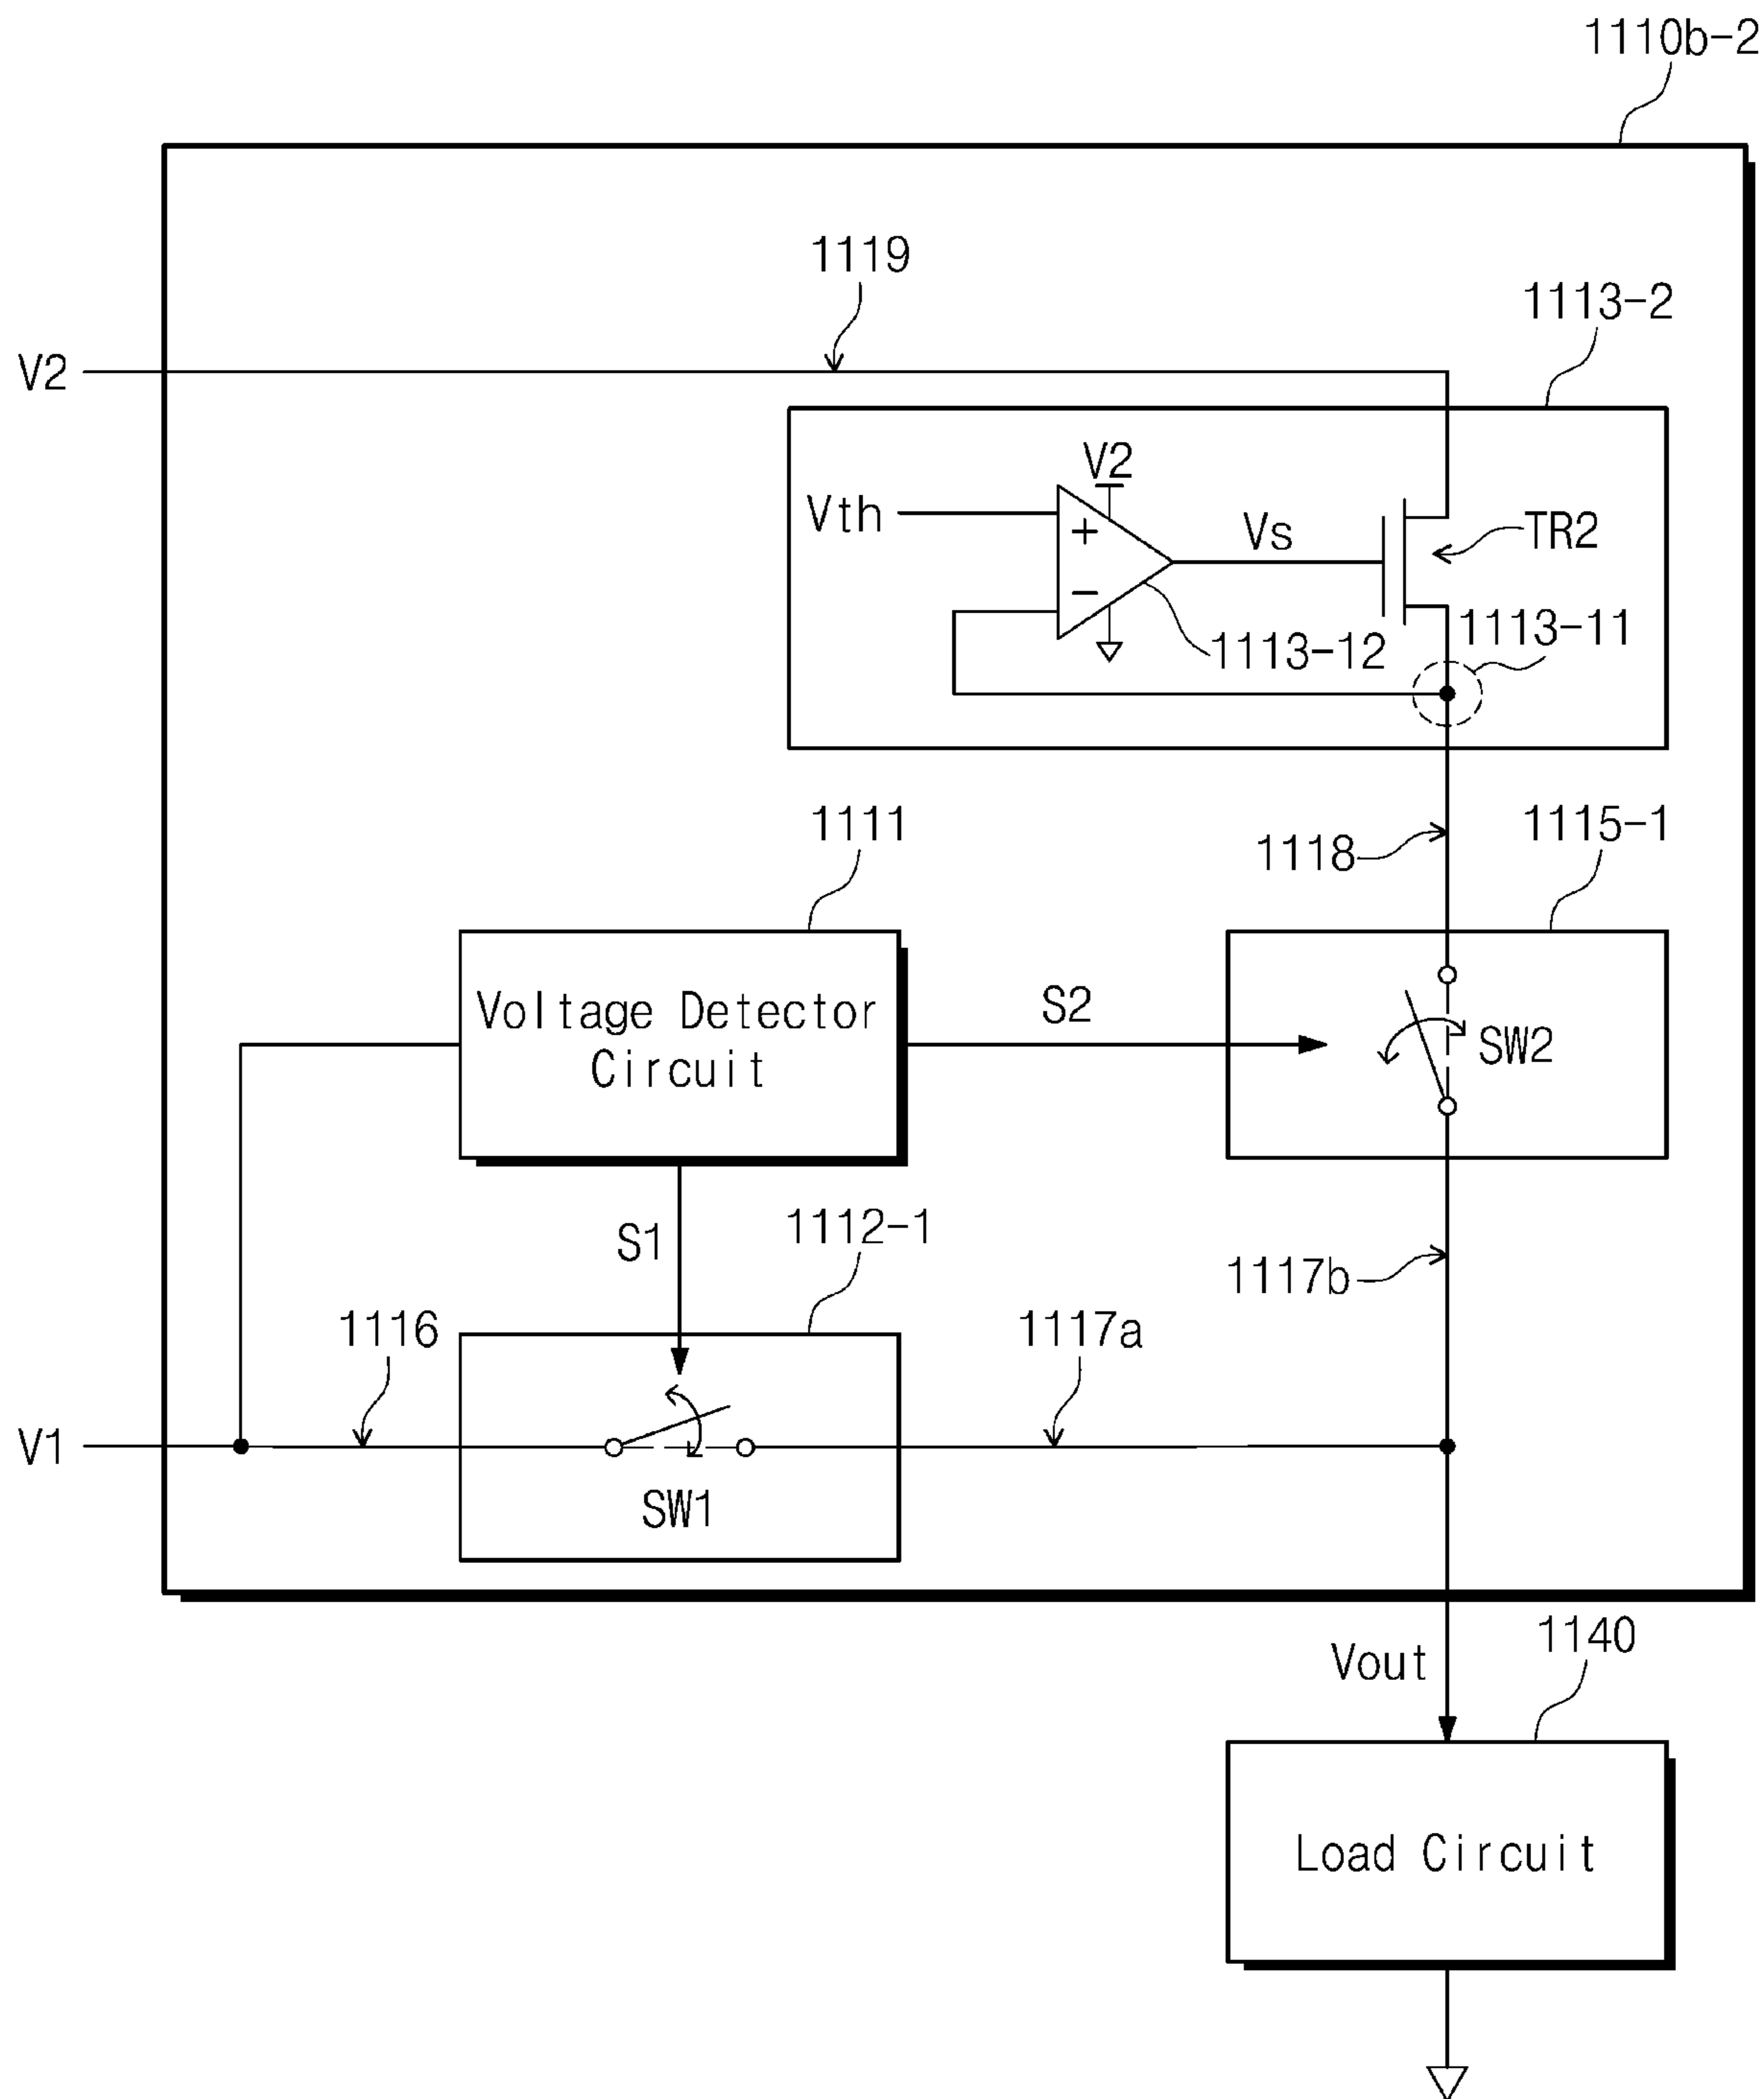 1110b-2
1119
1113-2
V2
V2
Vth
+
Vs
TR2
−
1113-12
1113-11
1111
1118
1115-1
Voltage Detector
Circuit
S2
SW2
S1
1112-1
1117b
1116
1117a
V1
SW1
Vout
1140
Load Circuit